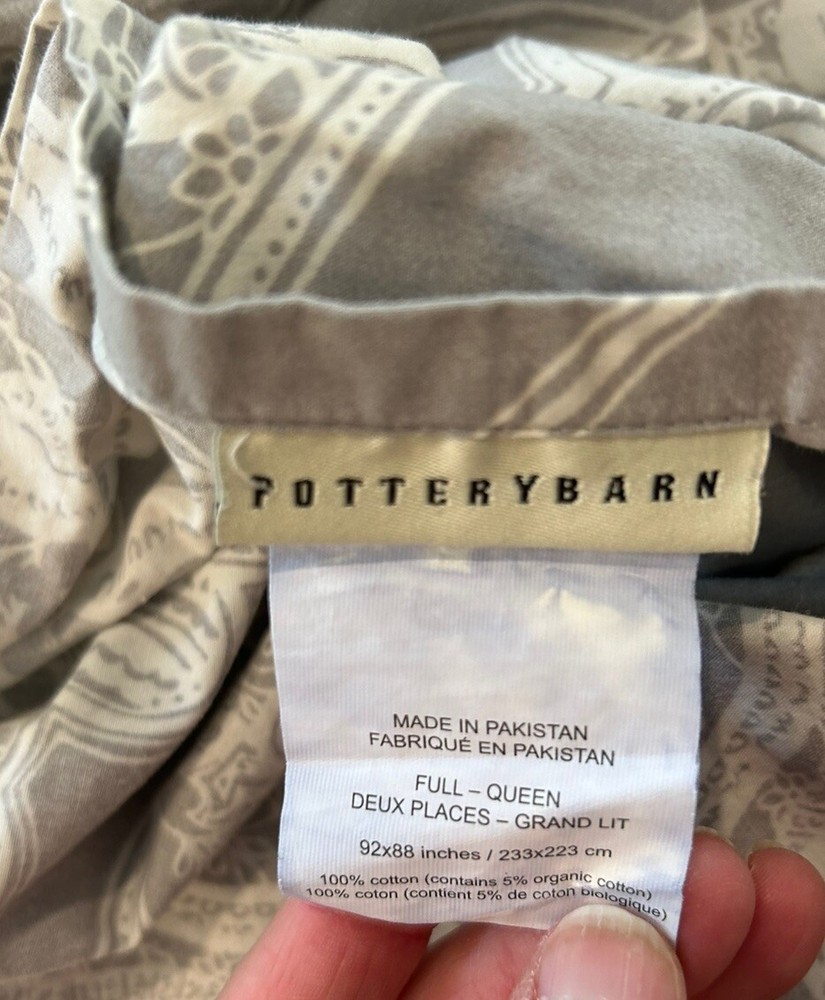 POTTERYBARN
MADE IN PAKISTAN
FABRIQUÉ EN PAKISTAN
FULL – QUEEN
DEUX PLACES – GRAND LIT
92x88 inches / 233x223 cm
100% cotton (contains 5% organic cotton)
100% coton (contient 5% de coton biologique)